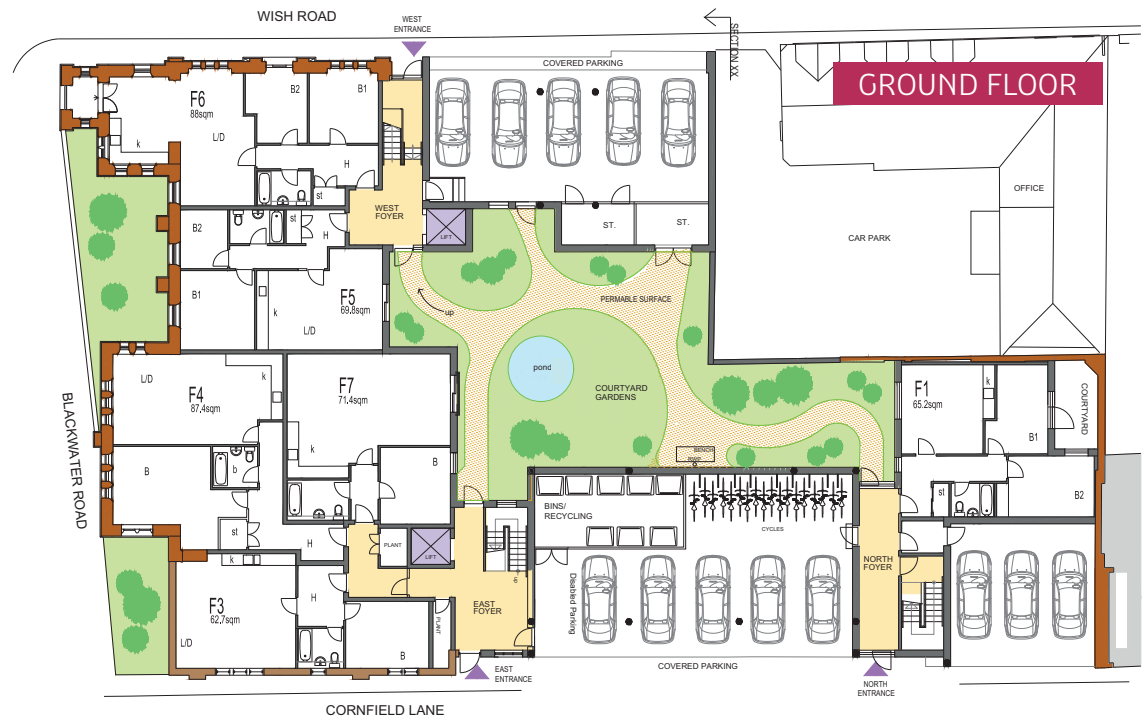 WISH ROAD
WEST
ENTRANCE
SECTION XX
COVERED PARKING
GROUND FLOOR
F6
88sqm
B2
B1
L/D
k
H
st
WEST
FOYER
LIFT
ST.
ST.
OFFICE
CAR PARK
B2
st
H
B1
F5
69.8sqm
k
L/D
up
PERMABLE SURFACE
pond
COURTYARD
GARDENS
L/D
k
F4
87.4sqm
F7
71.4sqm
k
B
b
B
st
H
F1
65.2sqm
k
B1
COURTYARD
st
B2
BENCH
BINS/
RECYCLING
CYCLES
PLANT
LIFT
NORTH
FOYER
BLACKWATER ROAD
k
F3
62.7sqm
H
L/D
B
PLANT
EAST
FOYER
Disabled Parking
EAST
ENTRANCE
COVERED PARKING
NORTH
ENTRANCE
CORNFIELD LANE